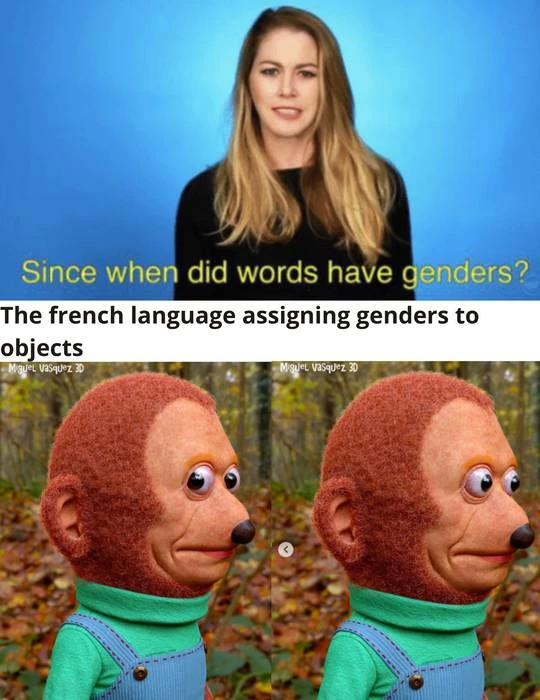 Since when did words have genders?
The french language assigning genders to
objects
Miguel Vasquez 3D
Miguel Vasquez 3D